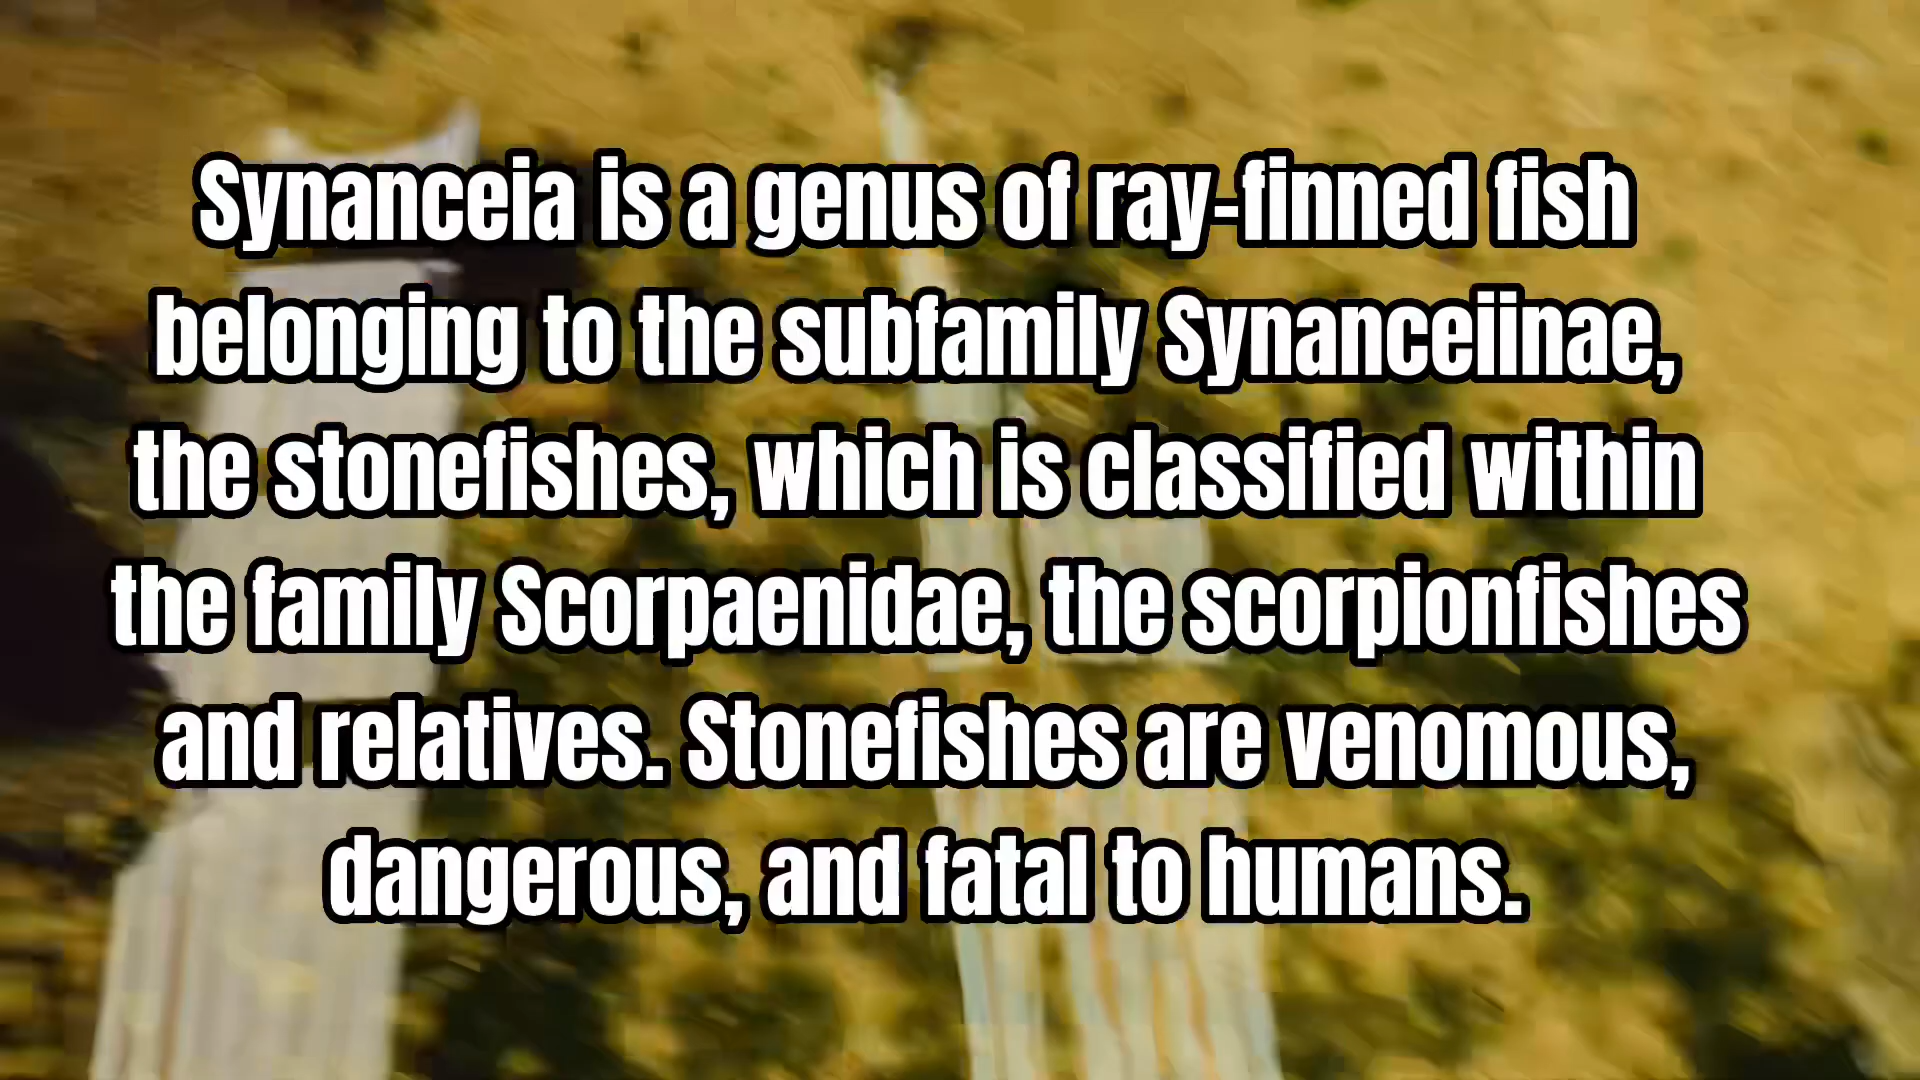 Synanceia is a genus of ray-finned fish
belonging to the subfamily Synanceiinae,
the stonefishes, which is classified within
the family Scorpaenidae, the scorpionfishes
and relatives. Stonefishes are venomous,
dangerous, and fatal to humans.